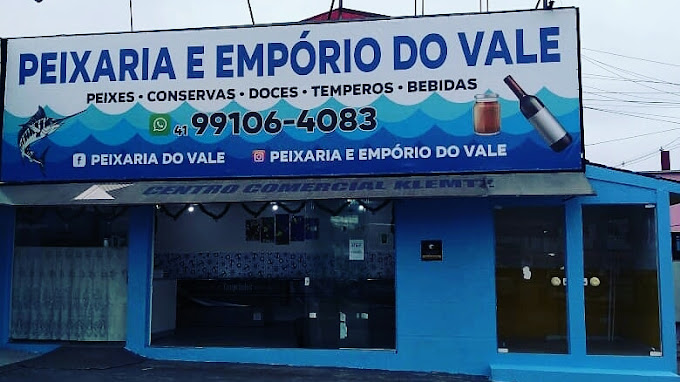 PEIXARIA E EMPÓRIO DO VALE
PEIXES • CONSERVAS • DOCES • TEMPEROS • BEBIDAS
41 99106-4083
PEIXARIA DO VALE
PEIXARIA E EMPÓRIO DO VALE
CENTRO COMERCIAL KLEMTZ